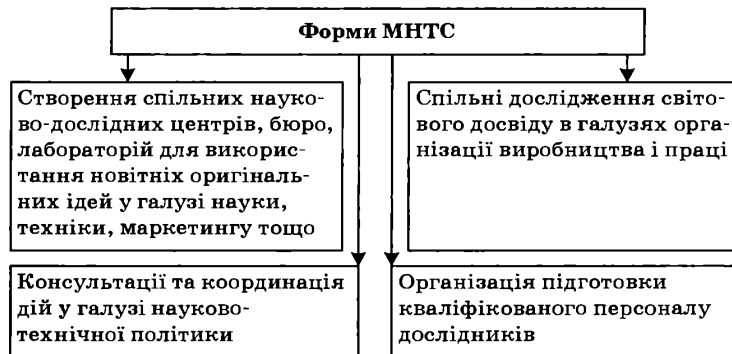 Форми МНТС
Створення спільних науко-
во-дослідних центрів, бюро,
лабораторій для викорис-
тання новітніх оригіналь-
них ідей у галузі науки,
техніки, маркетингу тощо
Спільні дослідження світо-
вого досвіду в галузях орга-
нізації виробництва і праці
Консультації та координація
дій у галузі науково-
технічної політики
Організація підготовки
кваліфікованого персоналу
дослідників